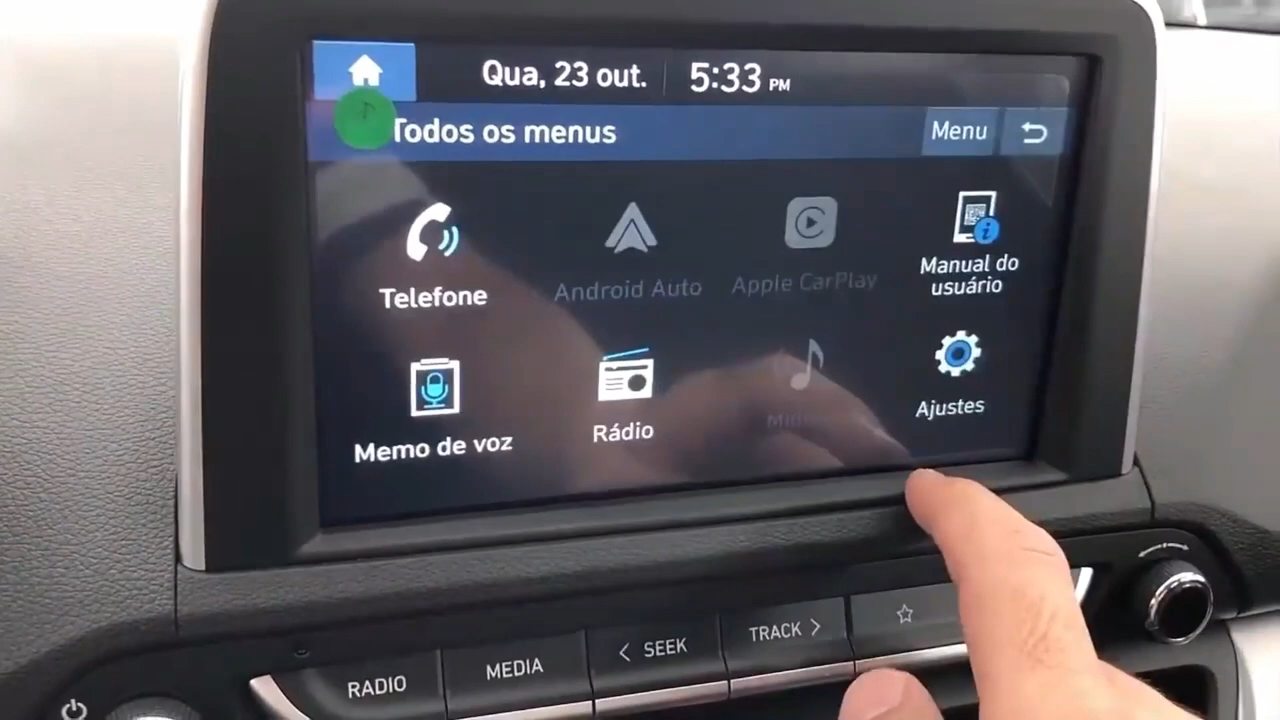 Qua, 23 out. 5:33 PM
Todos os menus
Menu
Telefone
Android Auto
Apple CarPlay
Manual do
usuário
Memo de voz
Rádio
Ajustes
RADIO
MEDIA
< SEEK
TRACK >